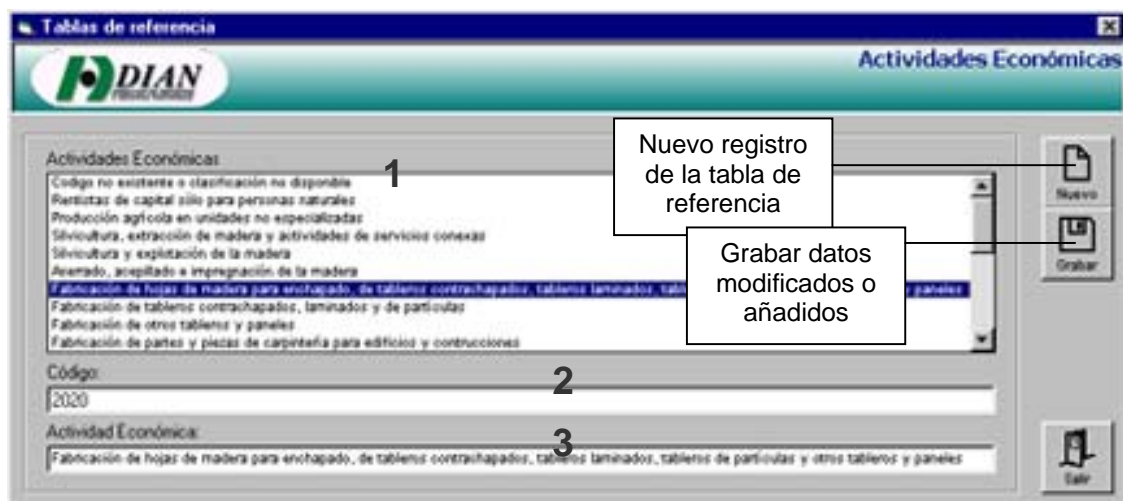 Tablas de referencia
DIAN
Actividades Económicas
Actividades Económicas
1
Codigo no existente o clasificación no disponible
Rentistas de capital sólo para personas naturales
Producción agrícola en unidades no especializadas
Silvicultura, extracción de madera y actividades de servicios conexas
Silvicultura y explotación de la madera
Aserrado, acepillado e impregnación de la madera
Fabricación de hojas de madera para enchapado, de tableros contrachapados, tableros laminados, tabl y paneles
Fabricación de tableros contrachapados, laminados y de partículas
Fabricación de otros tableros y paneles
Fabricación de partes y piezas de carpintería para edificios y contrucciones
Nuevo registro
de la tabla de
referencia
Grabar datos
modificados o
añadidos
Nuevo
Grabar
Código:
2
2020
Actividad Económica:
3
Fabricación de hojas de madera para enchapado, de tableros contrachapados, tableros laminados, tableros de partículas y otros tableros y paneles
Salir